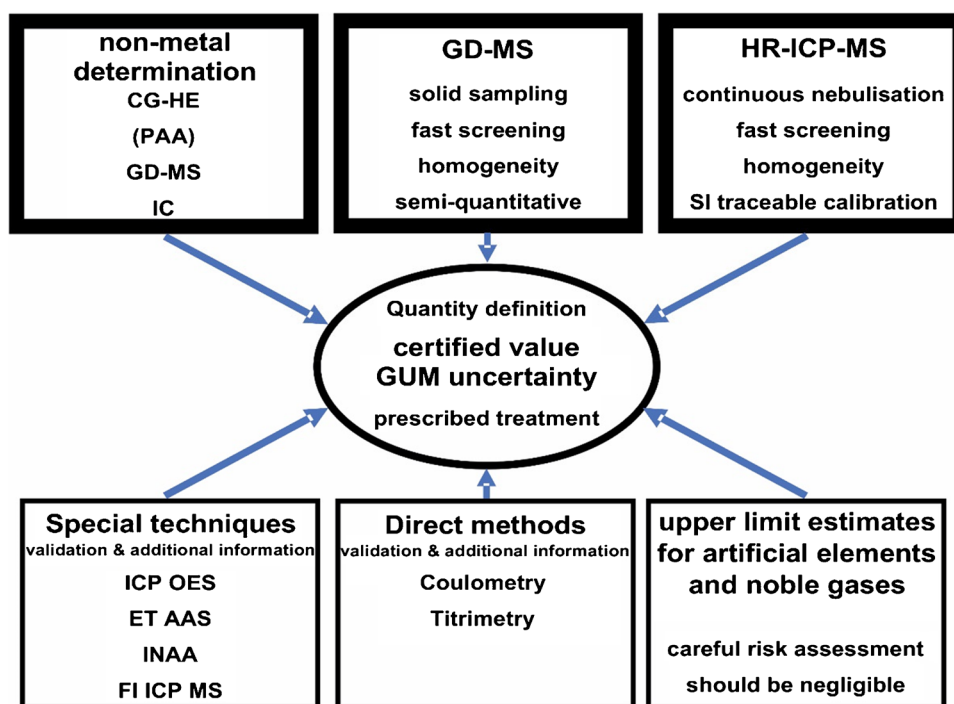 non-metal
determination
CG-HE
(PAA)
GD-MS
IC
GD-MS
solid sampling
fast screening
homogeneity
semi-quantitative
HR-ICP-MS
continuous nebulisation
fast screening
homogeneity
SI traceable calibration
Quantity definition
certified value
GUM uncertainty
prescribed treatment
Special techniques
validation & additional information
ICP OES
ET AAS
INAA
FI ICP MS
Direct methods
validation & additional information
Coulometry
Titrimetry
upper limit estimates
for artificial elements
and noble gases
careful risk assessment
should be negligible